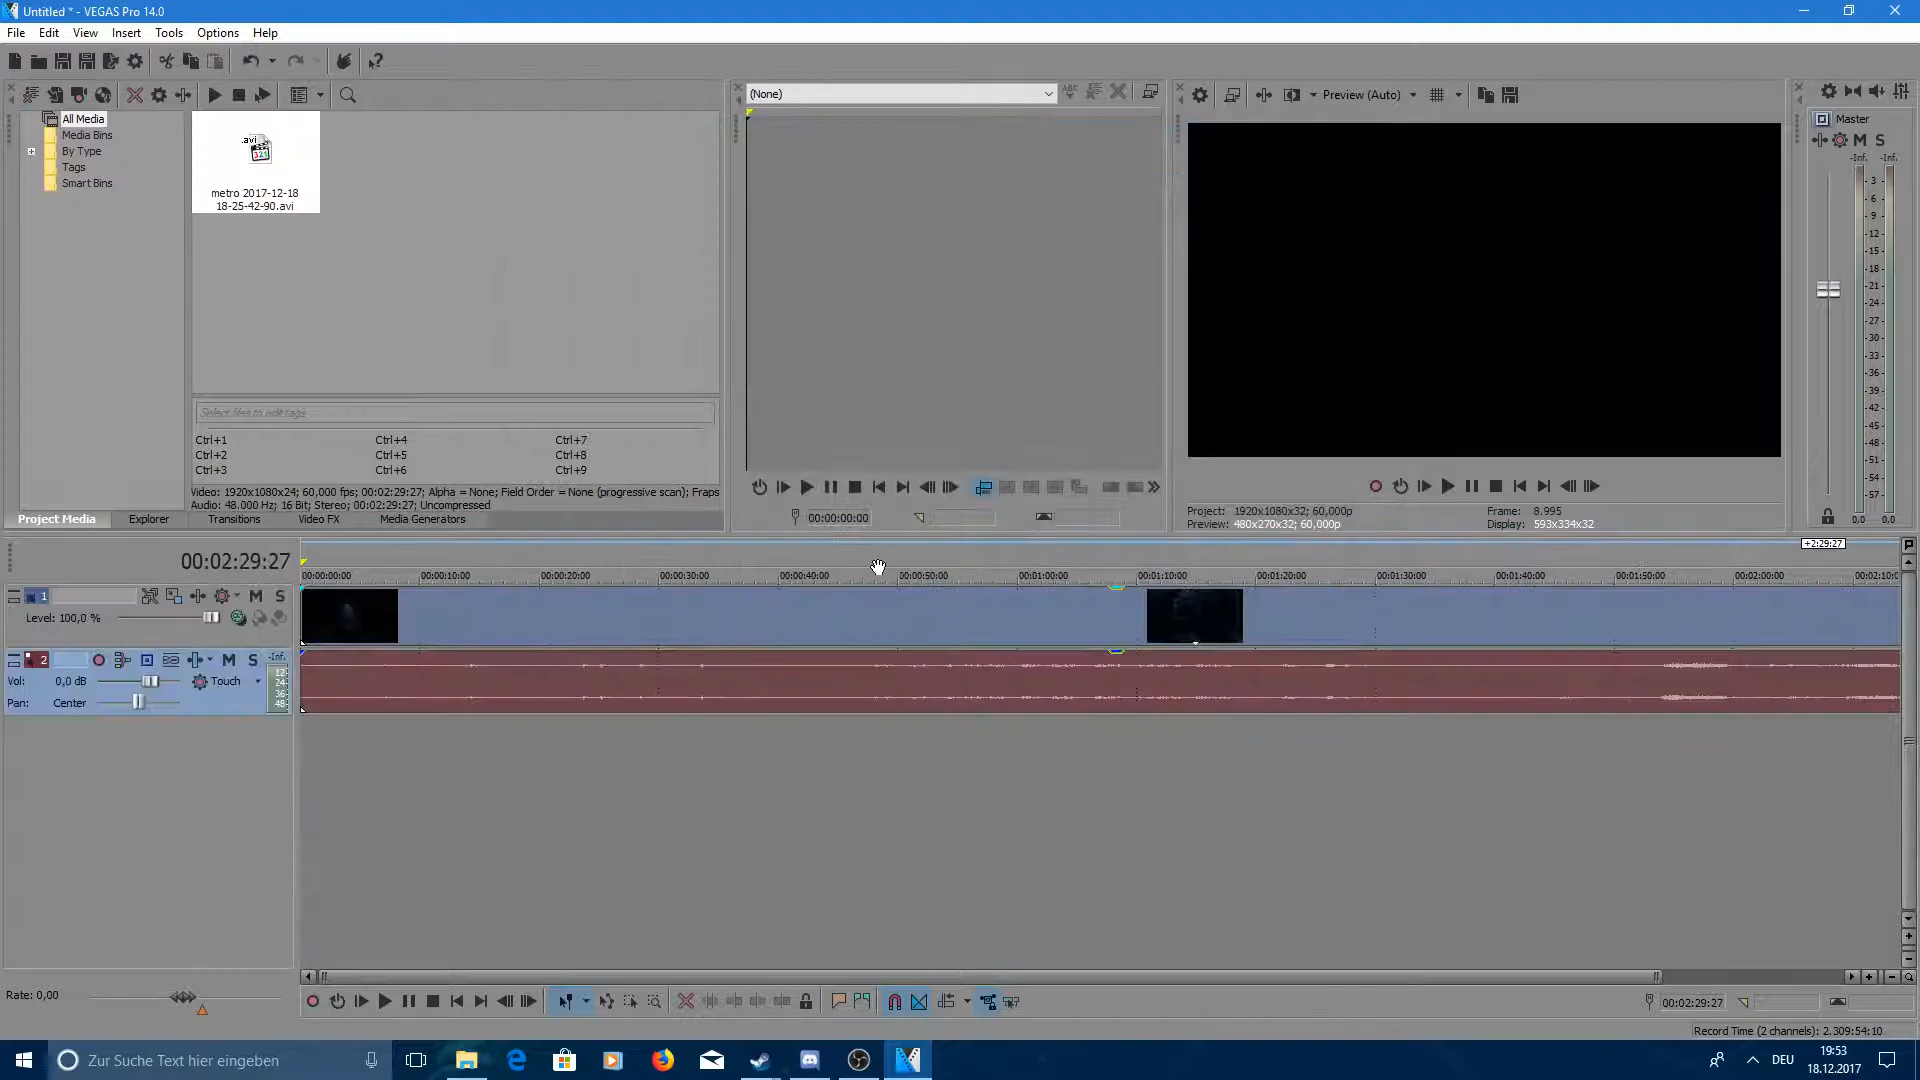 Untitled * - VEGAS Pro 14.0
File Edit View Insert Tools Options Help
(None)
Preview (Auto)
All Media
Media Bins
By Type
Tags
Smart Bins
.avi
321
metro 2017-12-18
18-25-42-90.avi
Select files to edit tags
Ctrl+1 Ctrl+4 Ctrl+7
Ctrl+2 Ctrl+5 Ctrl+8
Ctrl+3 Ctrl+6 Ctrl+9
Video: 1920x1080x24; 60,000 fps; 00:02:29:27; Alpha = None; Field Order = None (progressive scan); Fraps
Audio: 48.000 Hz; 16 Bit; Stereo; 00:02:29:27; Uncompressed
Project Media Explorer Transitions Video FX Media Generators
00:00:00:00
Project: 1920x1080x32; 60,000p Frame: 8.995
Preview: 480x270x32; 60,000p Display: 593x334x32
Master
M S
-Inf. -Inf.
- 3 -
- 6 -
- 9 -
-12-
-15-
-18-
-21-
-24-
-27-
-30-
-33-
-36-
-39-
-42-
-45-
-48-
-51-
-54-
-57-
0,0 0,0
+2:29:27
00:02:29:27
00:00:00:00 00:00:10:00 00:00:20:00 00:00:30:00 00:00:40:00 00:00:50:00 00:01:00:00 00:01:10:00 00:01:20:00 00:01:30:00 00:01:40:00 00:01:50:00 00:02:00:00 00:02:10:0
1 M S
Level: 100,0 %
2 M S -Inf.
Vol: 0,0 dB Touch
Pan: Center
12
24
36
48
Rate: 0,00
00:02:29:27
Record Time (2 channels): 2.309:54:10
Zur Suche Text hier eingeben
DEU
19:53
18.12.2017